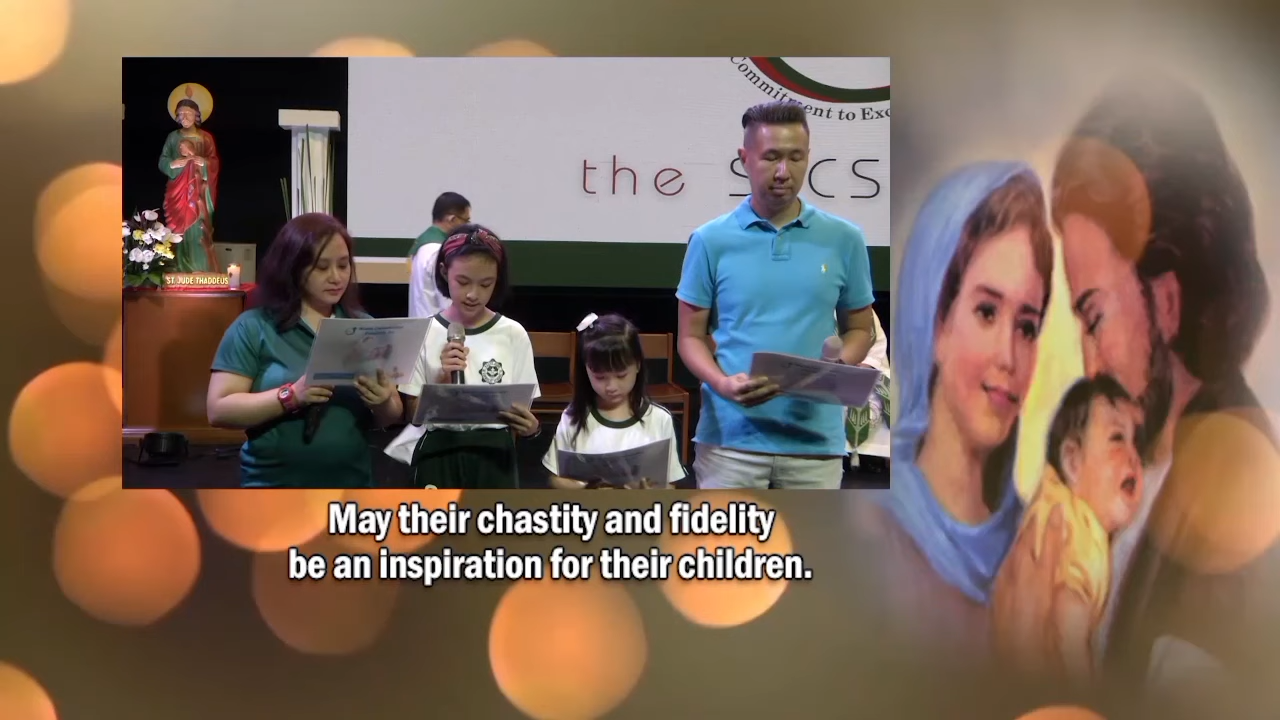 Commitment to Exc
the S CS
ST. JUDE THADDEUS
May their chastity and fidelity
be an inspiration for their children.